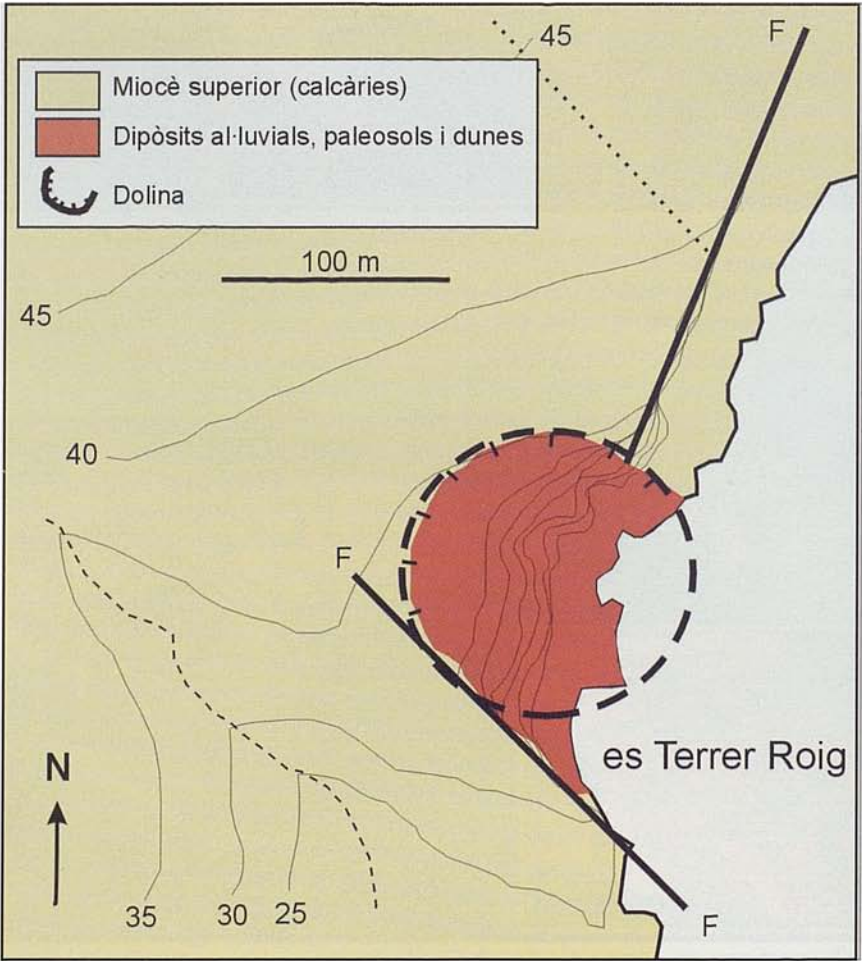 F
45
Miocè superior (calcàries)
Dipòsits al·luvials, paleosols i dunes
Dolina
100 m
45
40
F
es Terrer Roig
N
35
30
25
F